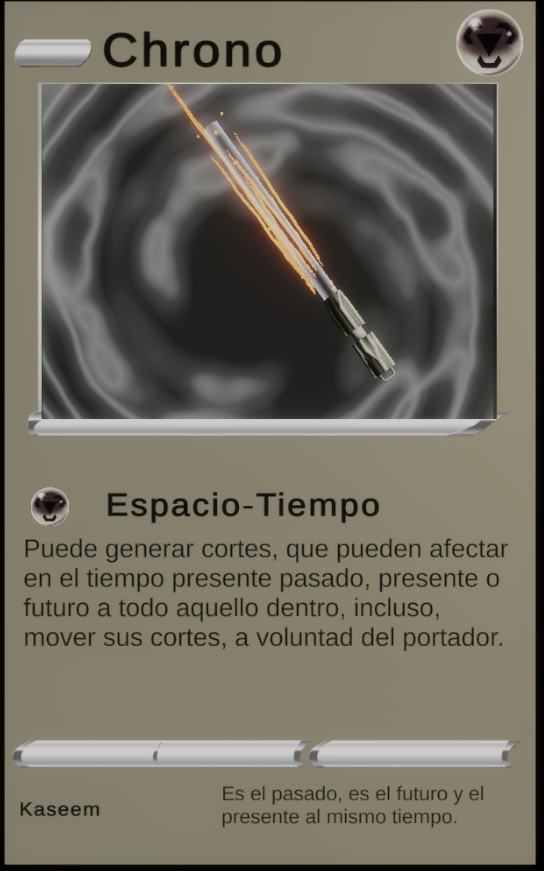 Chrono
Espacio-Tiempo
Puede generar cortes, que pueden afectar
en el tiempo presente pasado, presente o
futuro a todo aquello dentro, incluso,
mover sus cortes, a voluntad del portador.
Kaseem
Es el pasado, es el futuro y el
presente al mismo tiempo.